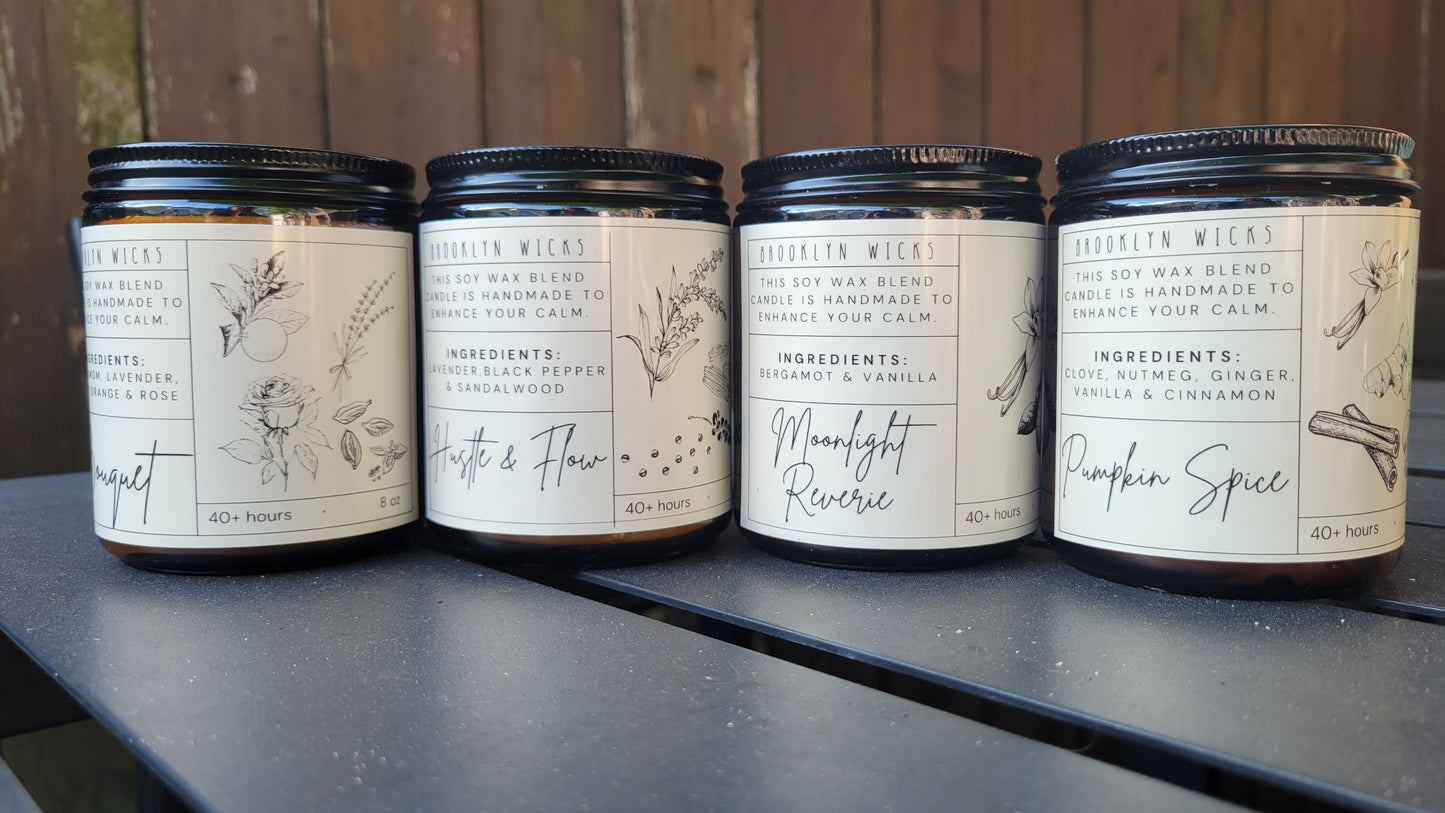 KLYN WICKS
SOY WAX BLEND
IS HANDMADE TO
YOUR CALM.
REDIENTS:
MOM, LAVENDER,
ORANGE & ROSE
ouquet
40+ hours
8 oz
BROOKLYN WICKS
THIS SOY WAX BLEND
CANDLE IS HANDMADE TO
ENHANCE YOUR CALM.
INGREDIENTS:
LAVENDER,BLACK PEPPER
& SANDALWOOD
Hustle & Flow
40+ hours
BROOKLYN WICKS
THIS SOY WAX BLEND
CANDLE IS HANDMADE TO
ENHANCE YOUR CALM.
INGREDIENTS:
BERGAMOT & VANILLA
Moonlight
Reverie
40+ hours
BROOKLYN WICKS
THIS SOY WAX BLEND
CANDLE IS HANDMADE TO
ENHANCE YOUR CALM.
INGREDIENTS:
CLOVE, NUTMEG, GINGER,
VANILLA & CINNAMON
Pumpkin Spice
40+ hours